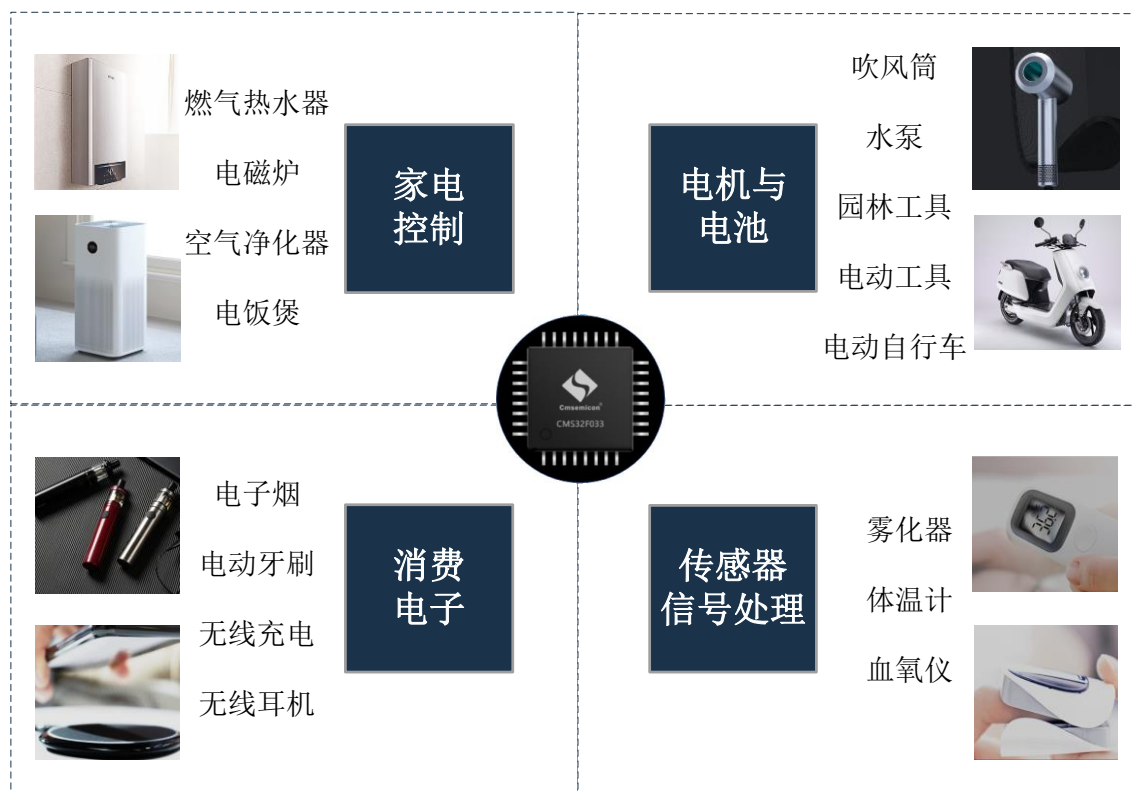 燃气热水器
电磁炉
空气净化器
电饭煲
家电
控制
电机与
电池
吹风筒
水泵
园林工具
电动工具
电动自行车
Cmsemicon®
CMS32F033
电子烟
电动牙刷
无线充电
无线耳机
消费
电子
传感器
信号处理
雾化器
体温计
血氧仪